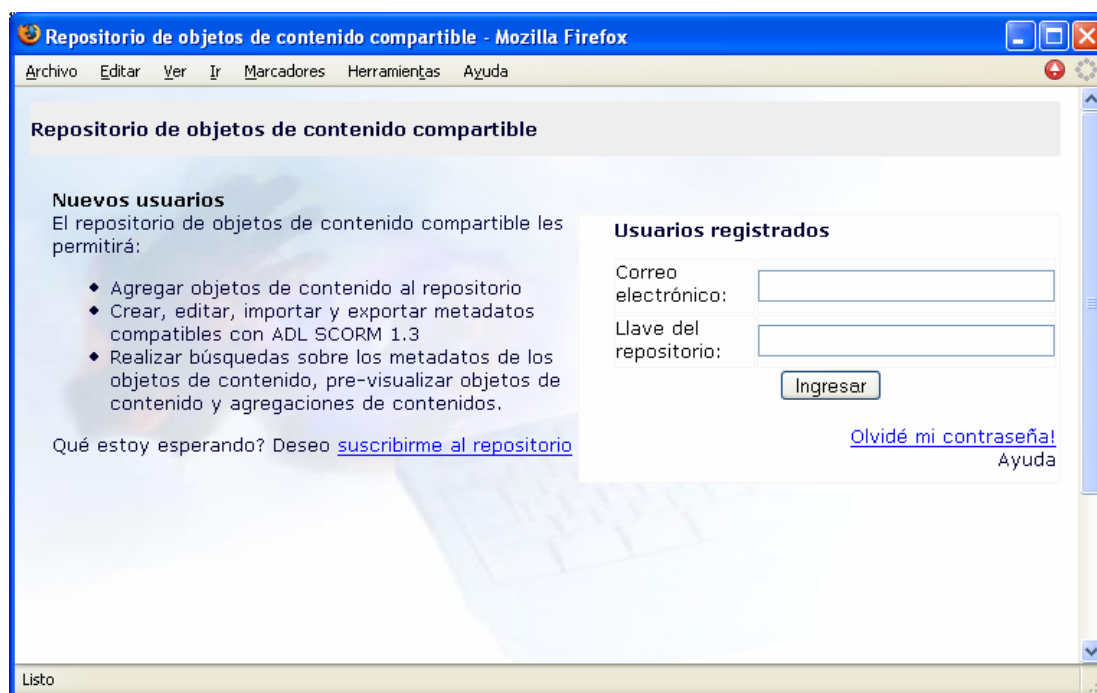 Repositorio de objetos de contenido compartible - Mozilla Firefox
Archivo Editar Ver Ir Marcadores Herramientas Ayuda
Repositorio de objetos de contenido compartible
Nuevos usuarios
El repositorio de objetos de contenido compartible les
permitirá:
• Agregar objetos de contenido al repositorio
• Crear, editar, importar y exportar metadatos
compatibles con ADL SCORM 1.3
• Realizar búsquedas sobre los metadatos de los
objetos de contenido, pre-visualizar objetos de
contenido y agregaciones de contenidos.
Qué estoy esperando? Deseo suscribirme al repositorio
Usuarios registrados
Correo
electrónico:
Llave del
repositorio:
Ingresar
Olvidé mi contraseña!
Ayuda
Listo